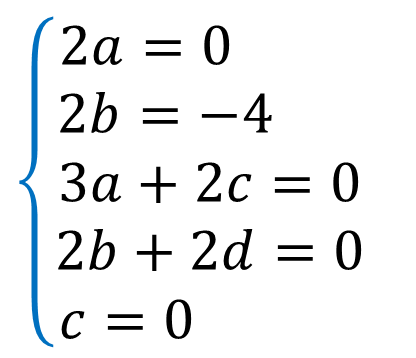 2a = 0
2b = −4
3a + 2c = 0
2b + 2d = 0
c = 0